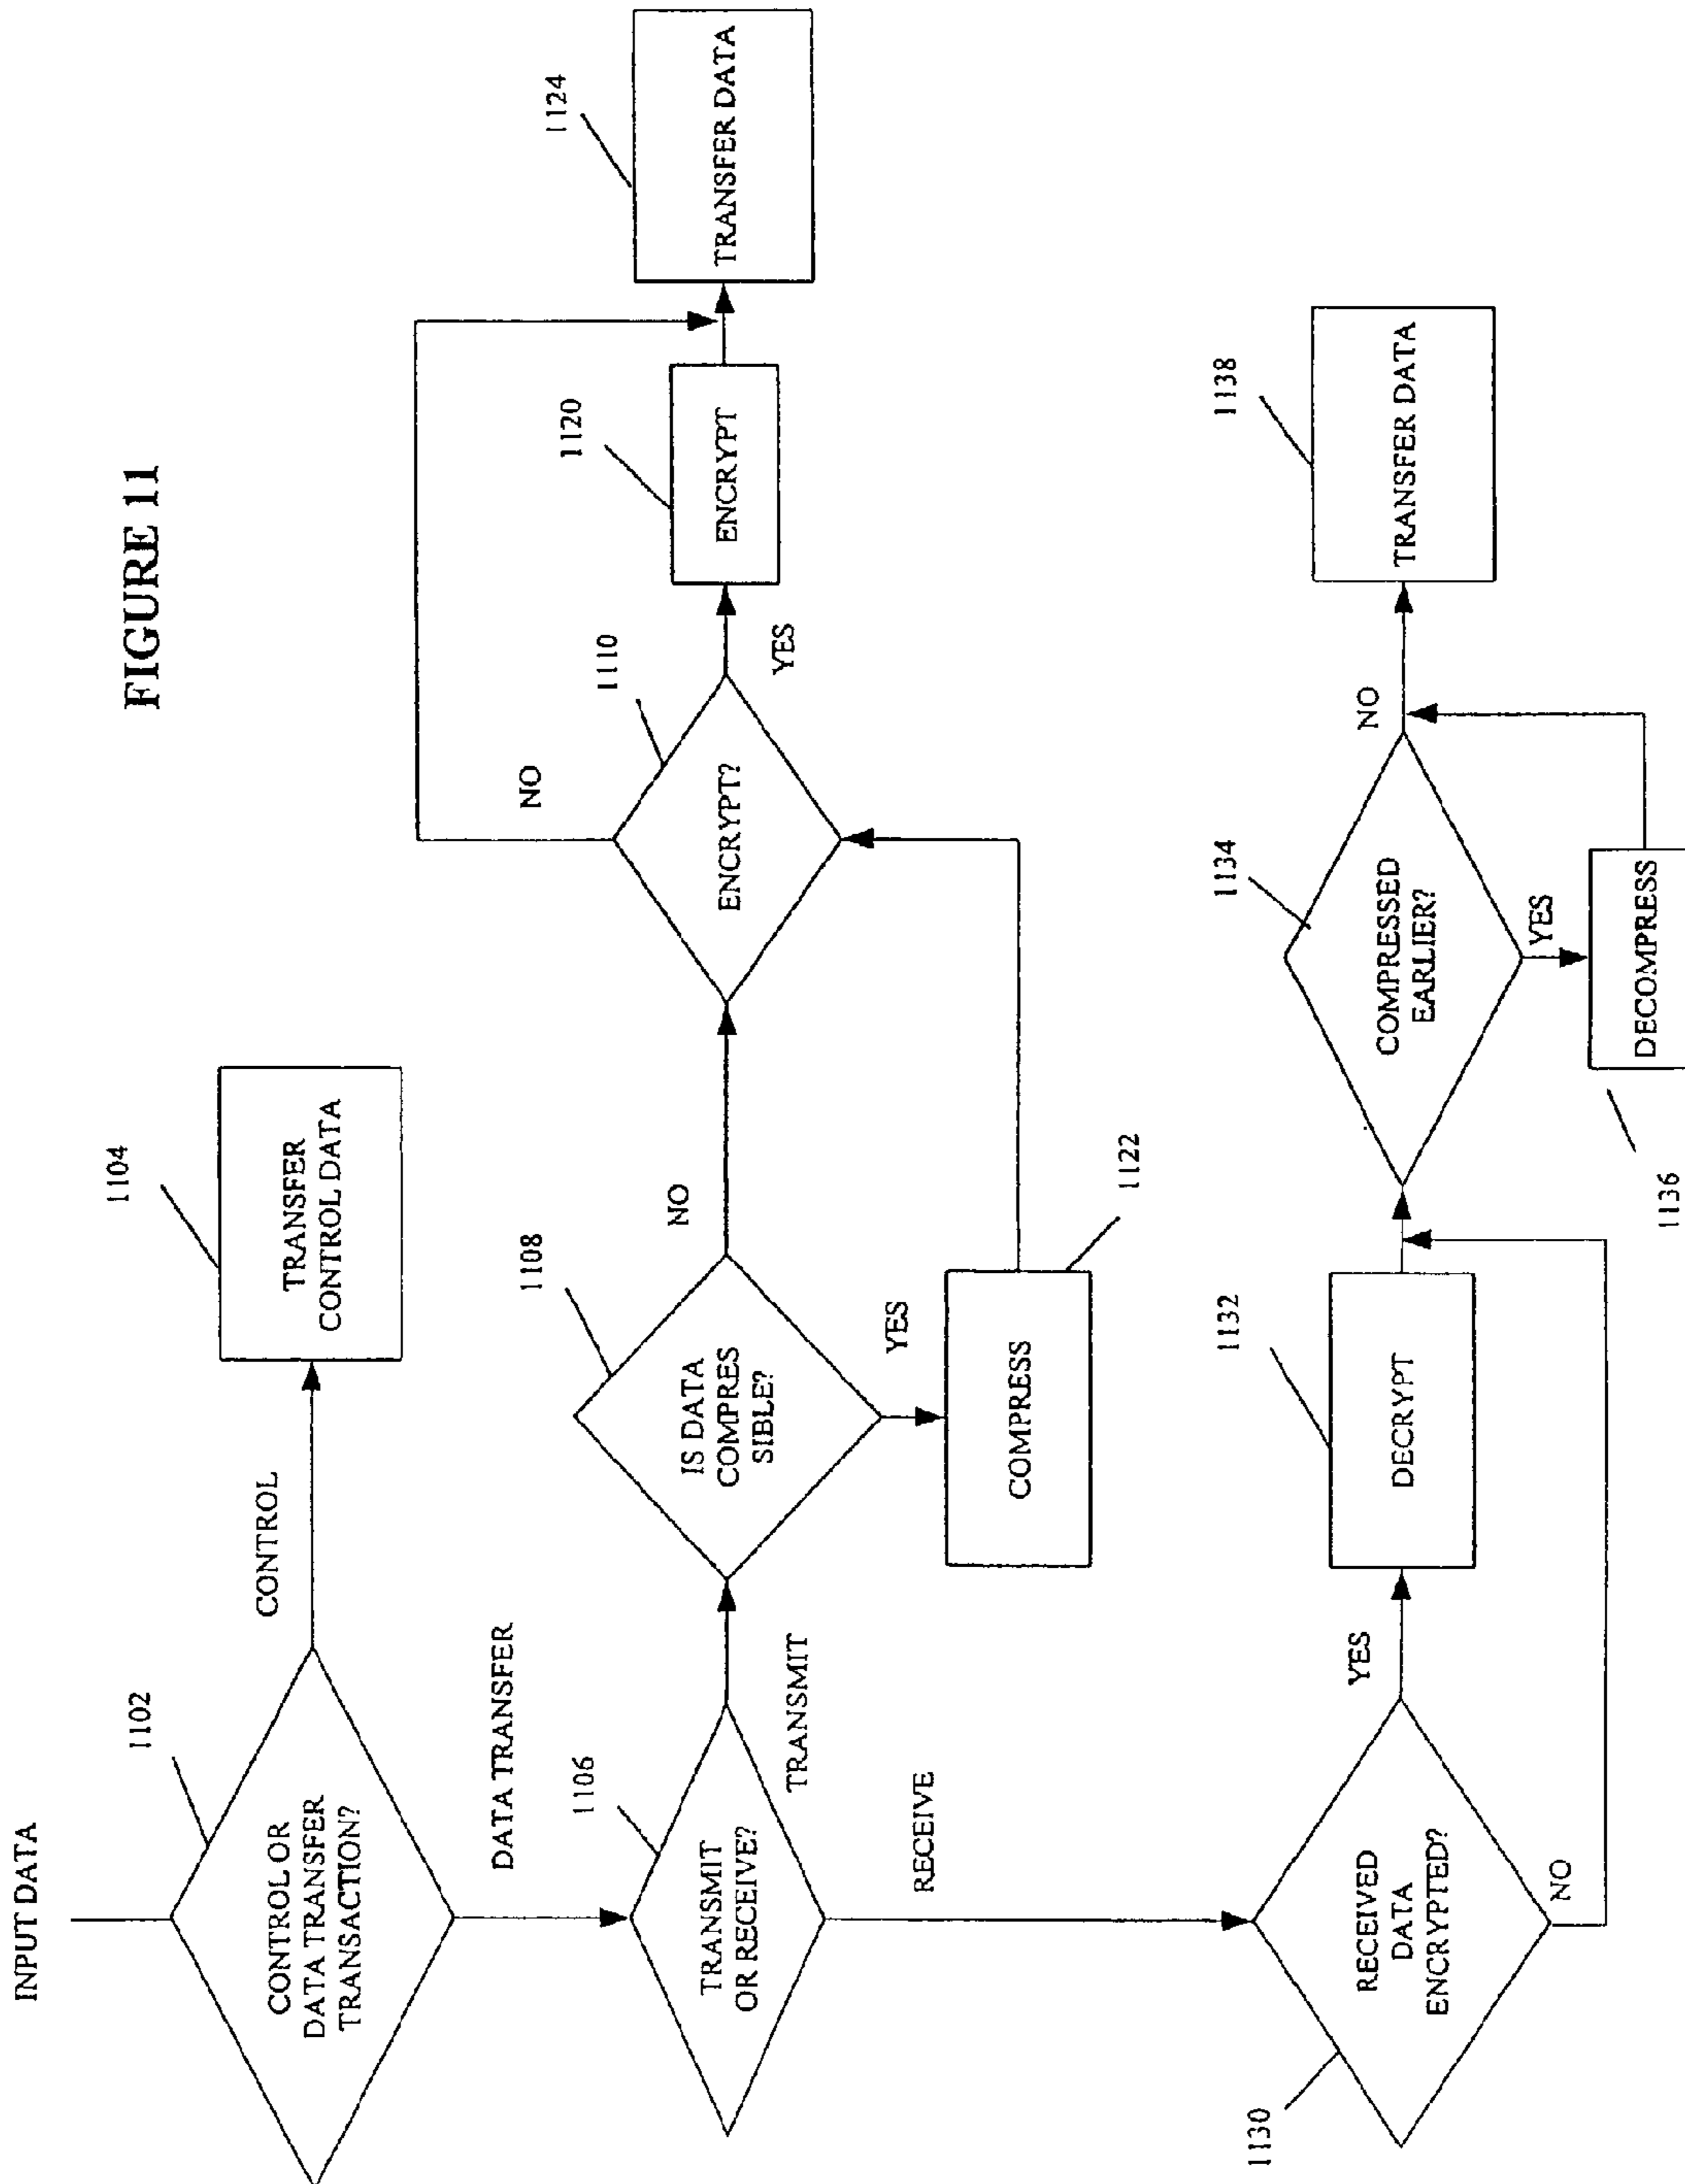 FIGURE 11
INPUT DATA
1102
CONTROL OR
DATA TRANSFER
TRANSACTION?
CONTROL
1104
TRANSFER
CONTROL DATA
DATA TRANSFER
1106
TRANSMIT
OR RECEIVE?
TRANSMIT
1108
IS DATA
COMPRES
SIBLE?
NO
YES
COMPRESS
1122
1110
ENCRYPT?
NO
YES
1120
ENCRYPT
1124
TRANSFER DATA
RECEIVE
1130
RECEIVED
DATA
ENCRYPTED?
YES
NO
1132
DECRYPT
1134
COMPRESSED
EARLIER?
NO
YES
DECOMPRESS
1136
1138
TRANSFER DATA